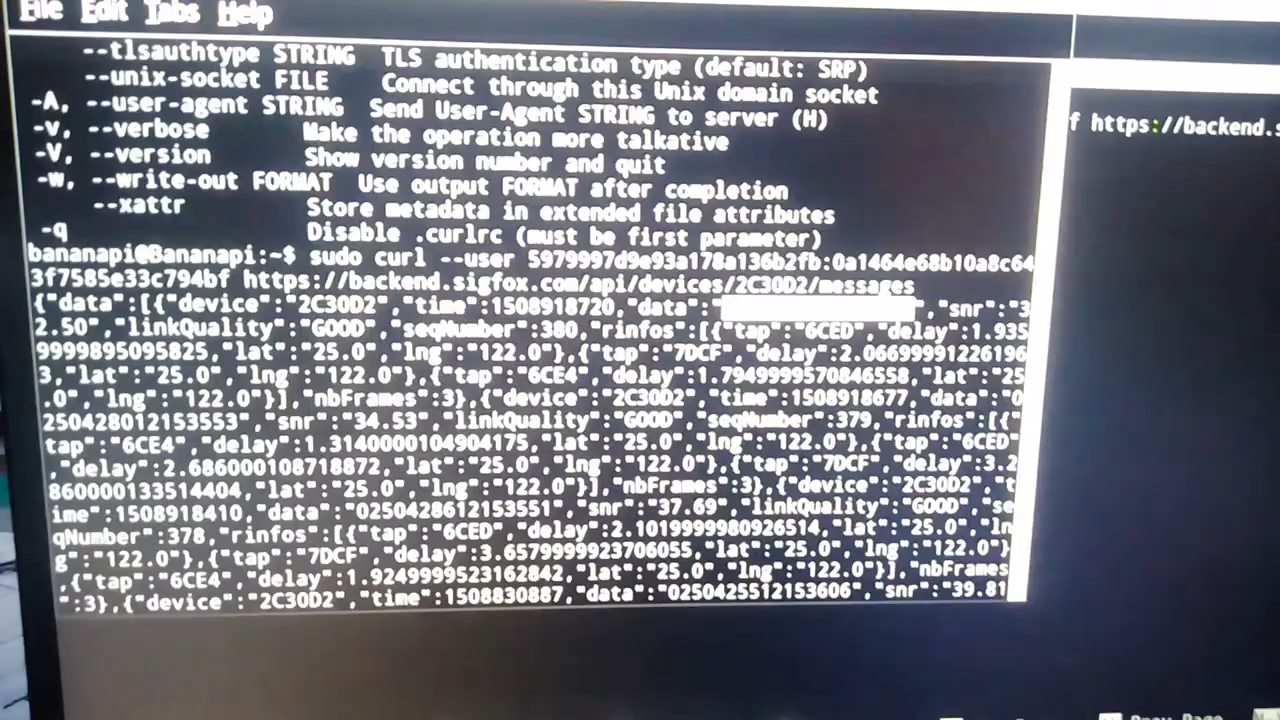 File Edit Tabs Help
--tlsauthtype STRING TLS authentication type (default: SRP)
--unix-socket FILE Connect through this Unix domain socket
-A, --user-agent STRING Send User-Agent STRING to server (H)
-v, --verbose Make the operation more talkative
-V, --version Show version number and quit
-w, --write-out FORMAT Use output FORMAT after completion
--xattr Store metadata in extended file attributes
-q Disable .curlrc (must be first parameter)
bananapi@Bananapi:~$ sudo curl --user 5979997d9e93a178a136b2fb:0a1464e68b10a8c64
3f7585e33c794bf https://backend.sigfox.com/api/devices/2C30D2/messages
{"data":[{"device":"2C30D2","time":1508918720,"data":"","snr":"3
2.50","linkQuality":"GOOD","seqNumber":380,"rinfos":[{"tap":"6CED","delay":1.935
9999895095825,"lat":"25.0","lng":"122.0"},{"tap":"7DCF","delay":2.06699991226196
3,"lat":"25.0","lng":"122.0"},{"tap":"6CE4","delay":1.7949999570846558,"lat":"25
.0","lng":"122.0"}],"nbFrames":3},{"device":"2C30D2","time":1508918677,"data":"0
250428012153553","snr":"34.53","linkQuality":"GOOD","seqNumber":379,"rinfos":[{"
tap":"6CE4","delay":1.31400000104904175,"lat":"25.0","lng":"122.0"},{"tap":"6CED"
,"delay":2.686000108718872,"lat":"25.0","lng":"122.0"},{"tap":"7DCF","delay":3.2
860000133514404,"lat":"25.0","lng":"122.0"}],"nbFrames":3},{"device":"2C30D2","t
ime":1508918410,"data":"0250428612153551","snr":"37.69","linkQuality":"GOOD","se
qNumber":378,"rinfos":[{"tap":"6CED","delay":2.1019999980926514,"lat":"25.0","ln
g":"122.0"},{"tap":"7DCF","delay":3.6579999923706055,"lat":"25.0","lng":"122.0"}
,{"tap":"6CE4","delay":1.9249999523162842,"lat":"25.0","lng":"122.0"}],"nbFrames
":3},{"device":"2C30D2","time":1508830887,"data":"0250425512153606","snr":"39.81
f https://backend.s
Prev Page